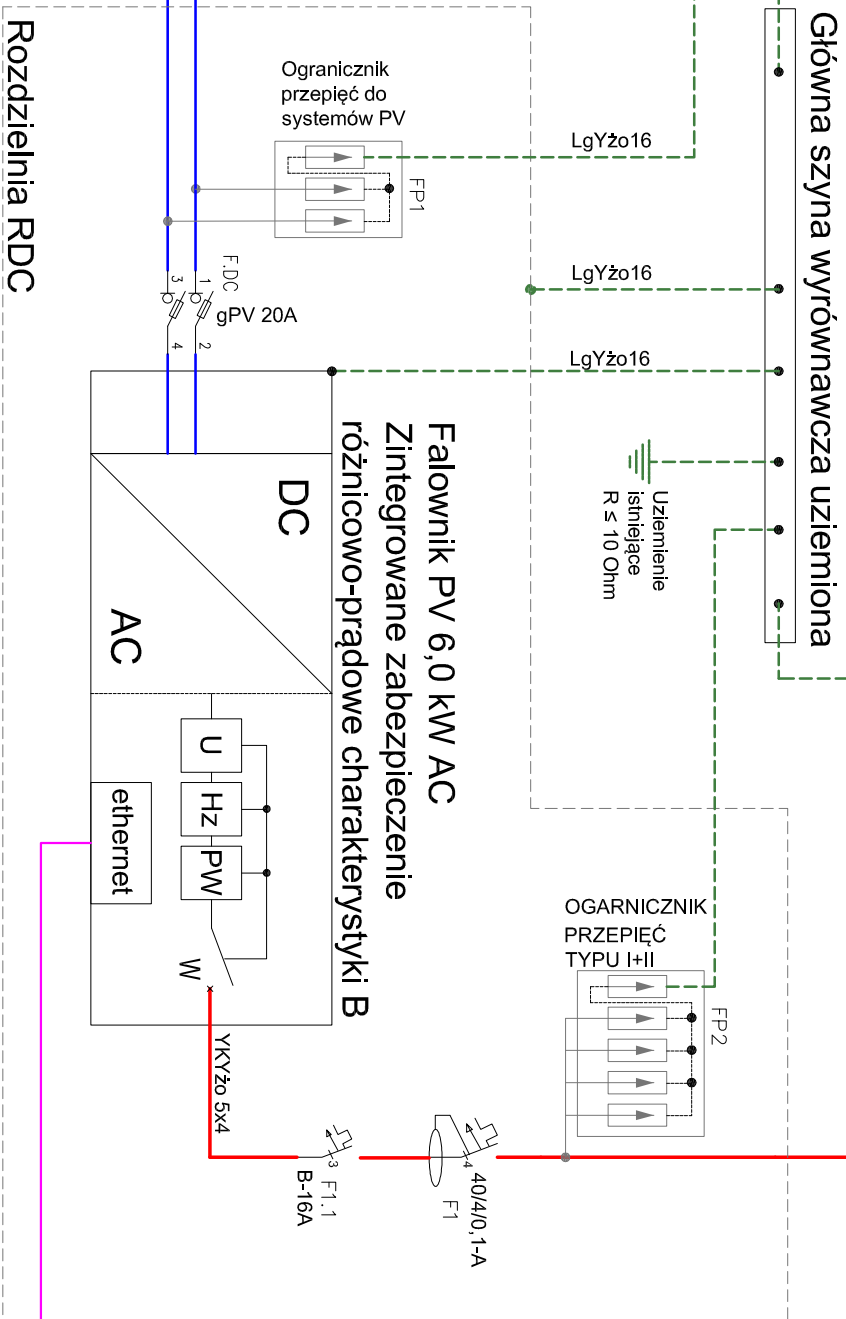 Główna szyna wyrównawcza uziemiona
Rozdzielnia RDC
Ogranicznik
przepięć do
systemów PV
FP1
LgYżo16
LgYżo16
LgYżo16
F.DC
1
3
gPV 20A
2
4
Uziemienie
istniejące
R ≤ 10 Ohm
Falownik PV 6,0 kW AC
Zintegrowane zabezpieczenie
różnicowo-prądowe charakterystyki B
DC
AC
U
Hz
PW
W
ethernet
OGARNICZNIK
PRZEPIĘĆ
TYPU I+II
FP2
YKYżo 5x4
3
F1.1
B-16A
4
40/4/0,1-A
F1